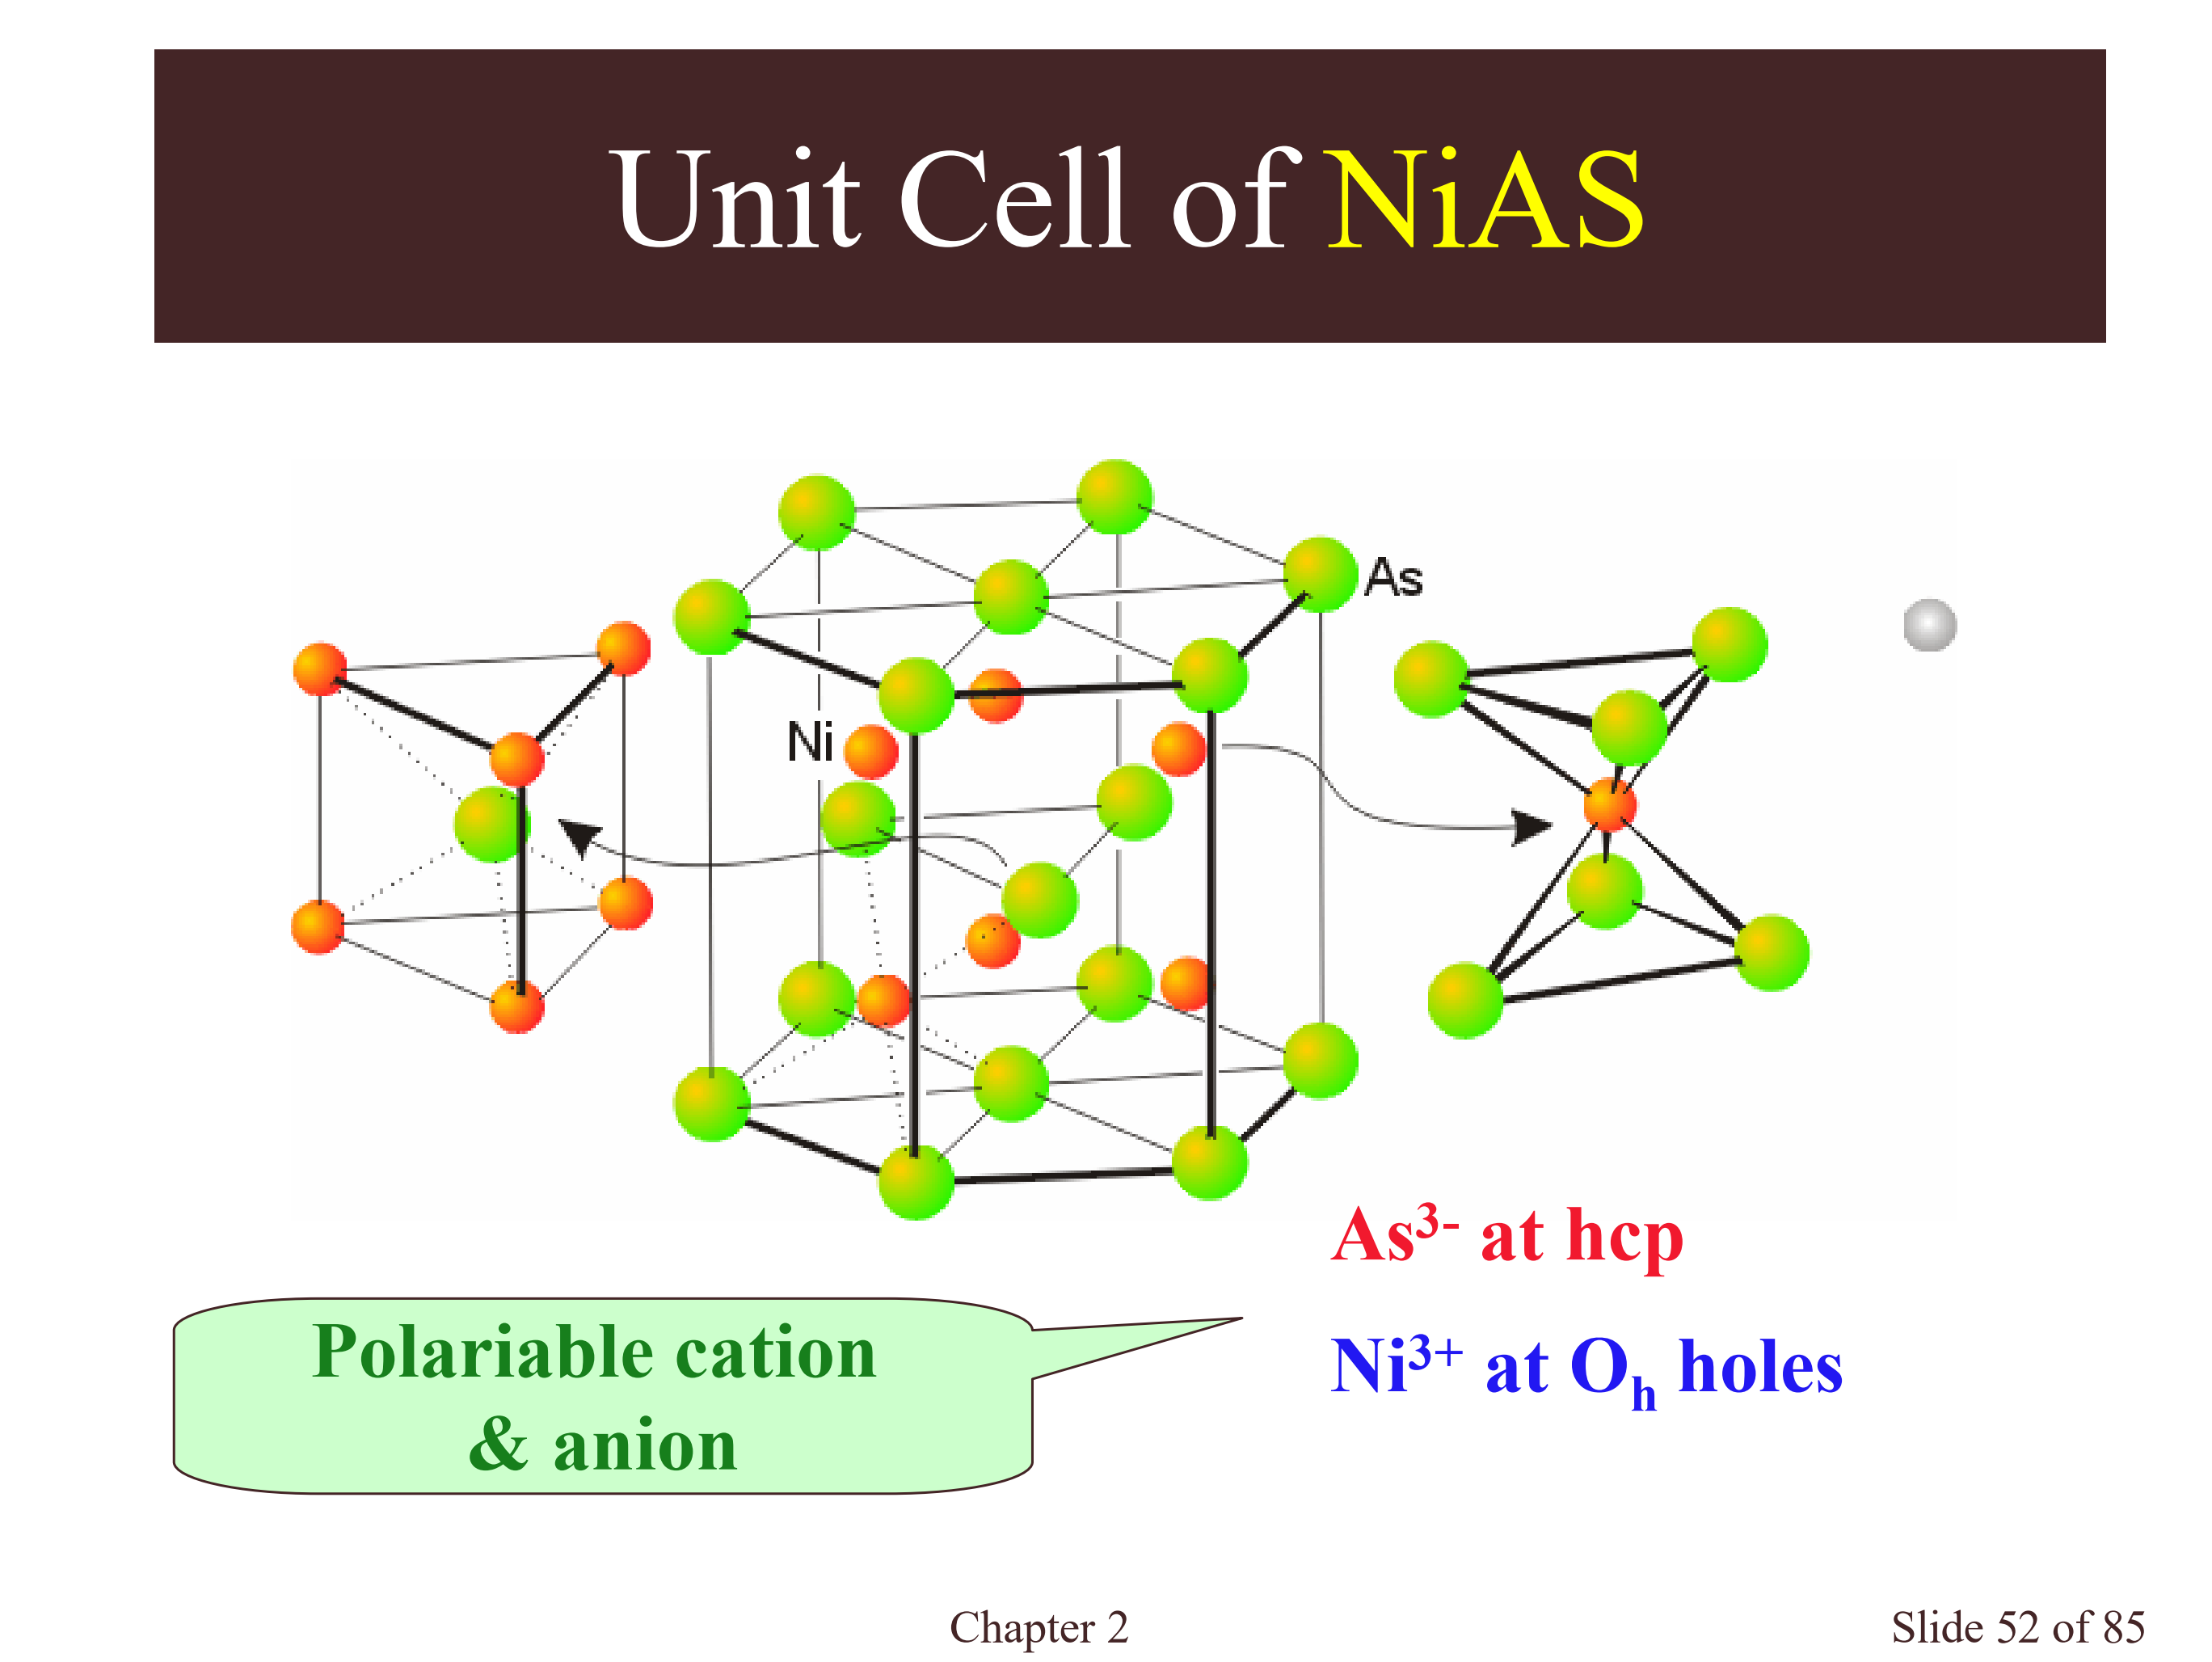 Unit Cell of NiAS
As
Ni
As³⁻ at hcp
Ni³⁺ at Oₕ holes
Polariable cation
& anion
Chapter 2
Slide 52 of 85